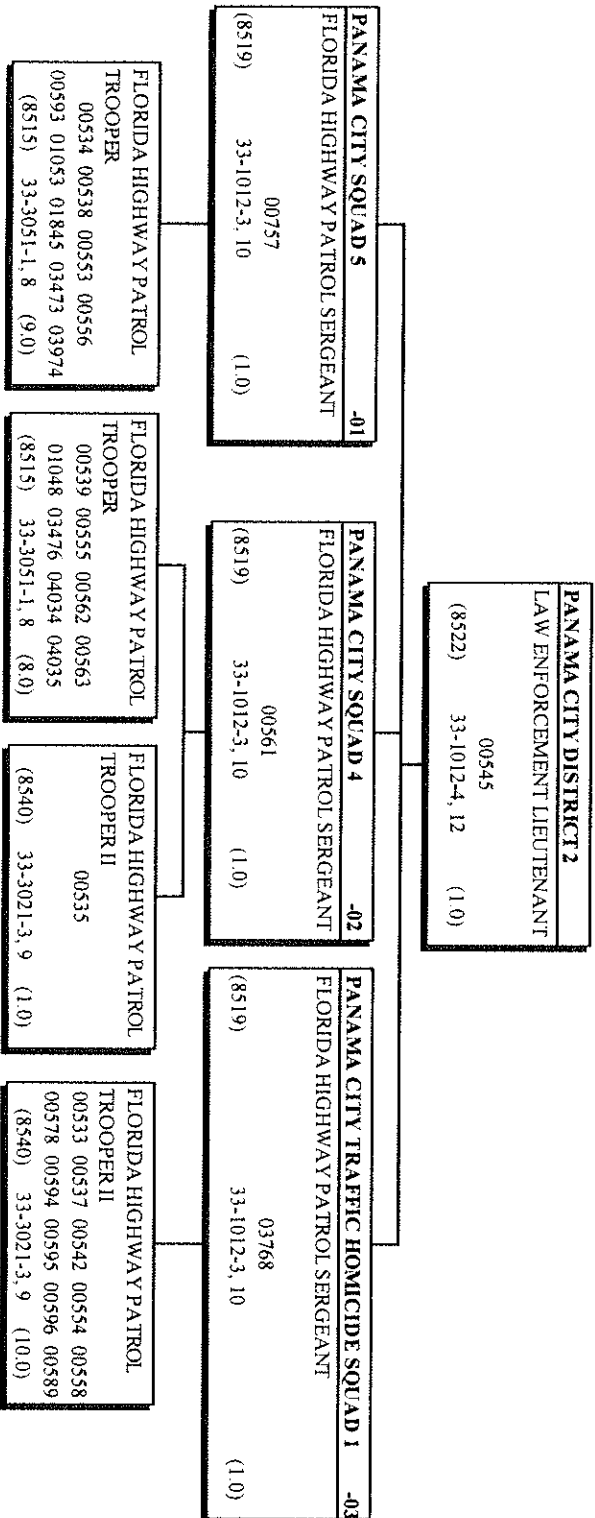 PANAMA CITY DISTRICT 2
LAW ENFORCEMENT LIEUTENANT
00545
(8522) 33-1012-4, 12 (1.0)
PANAMA CITY SQUAD 5 -01
FLORIDA HIGHWAY PATROL SERGEANT
00757
(8519) 33-1012-3, 10 (1.0)
PANAMA CITY SQUAD 4 -02
FLORIDA HIGHWAY PATROL SERGEANT
00561
(8519) 33-1012-3, 10 (1.0)
PANAMA CITY TRAFFIC HOMICIDE SQUAD 1 -03
FLORIDA HIGHWAY PATROL SERGEANT
03768
(8519) 33-1012-3, 10 (1.0)
FLORIDA HIGHWAY PATROL
TROOPER
00534 00538 00553 00556
00593 01053 01845 03473 03974
(8515) 33-3051-1, 8 (9.0)
FLORIDA HIGHWAY PATROL
TROOPER
00539 00555 00562 00563
01048 03476 04034 04035
(8515) 33-3051-1, 8 (8.0)
FLORIDA HIGHWAY PATROL
TROOPER II
00535
(8540) 33-3021-3, 9 (1.0)
FLORIDA HIGHWAY PATROL
TROOPER II
00533 00537 00542 00554 00558
00578 00594 00595 00596 00589
(8540) 33-3021-3, 9 (10.0)